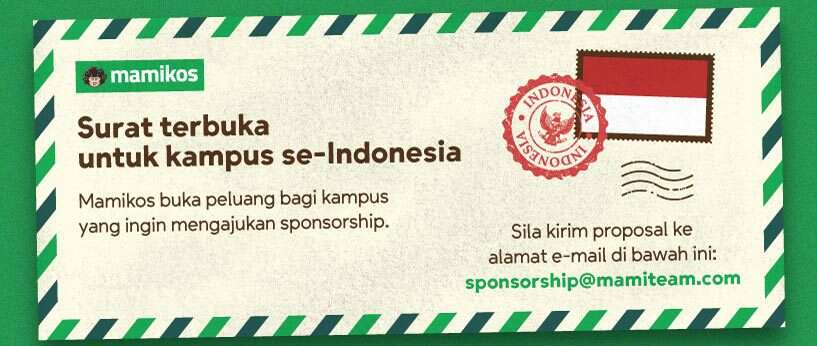 mamikos
Surat terbuka
untuk kampus se-Indonesia
Mamikos buka peluang bagi kampus
yang ingin mengajukan sponsorship.
INDONESIA
INDONESIA
Sila kirim proposal ke
alamat e-mail di bawah ini:
sponsorship@mamiteam.com